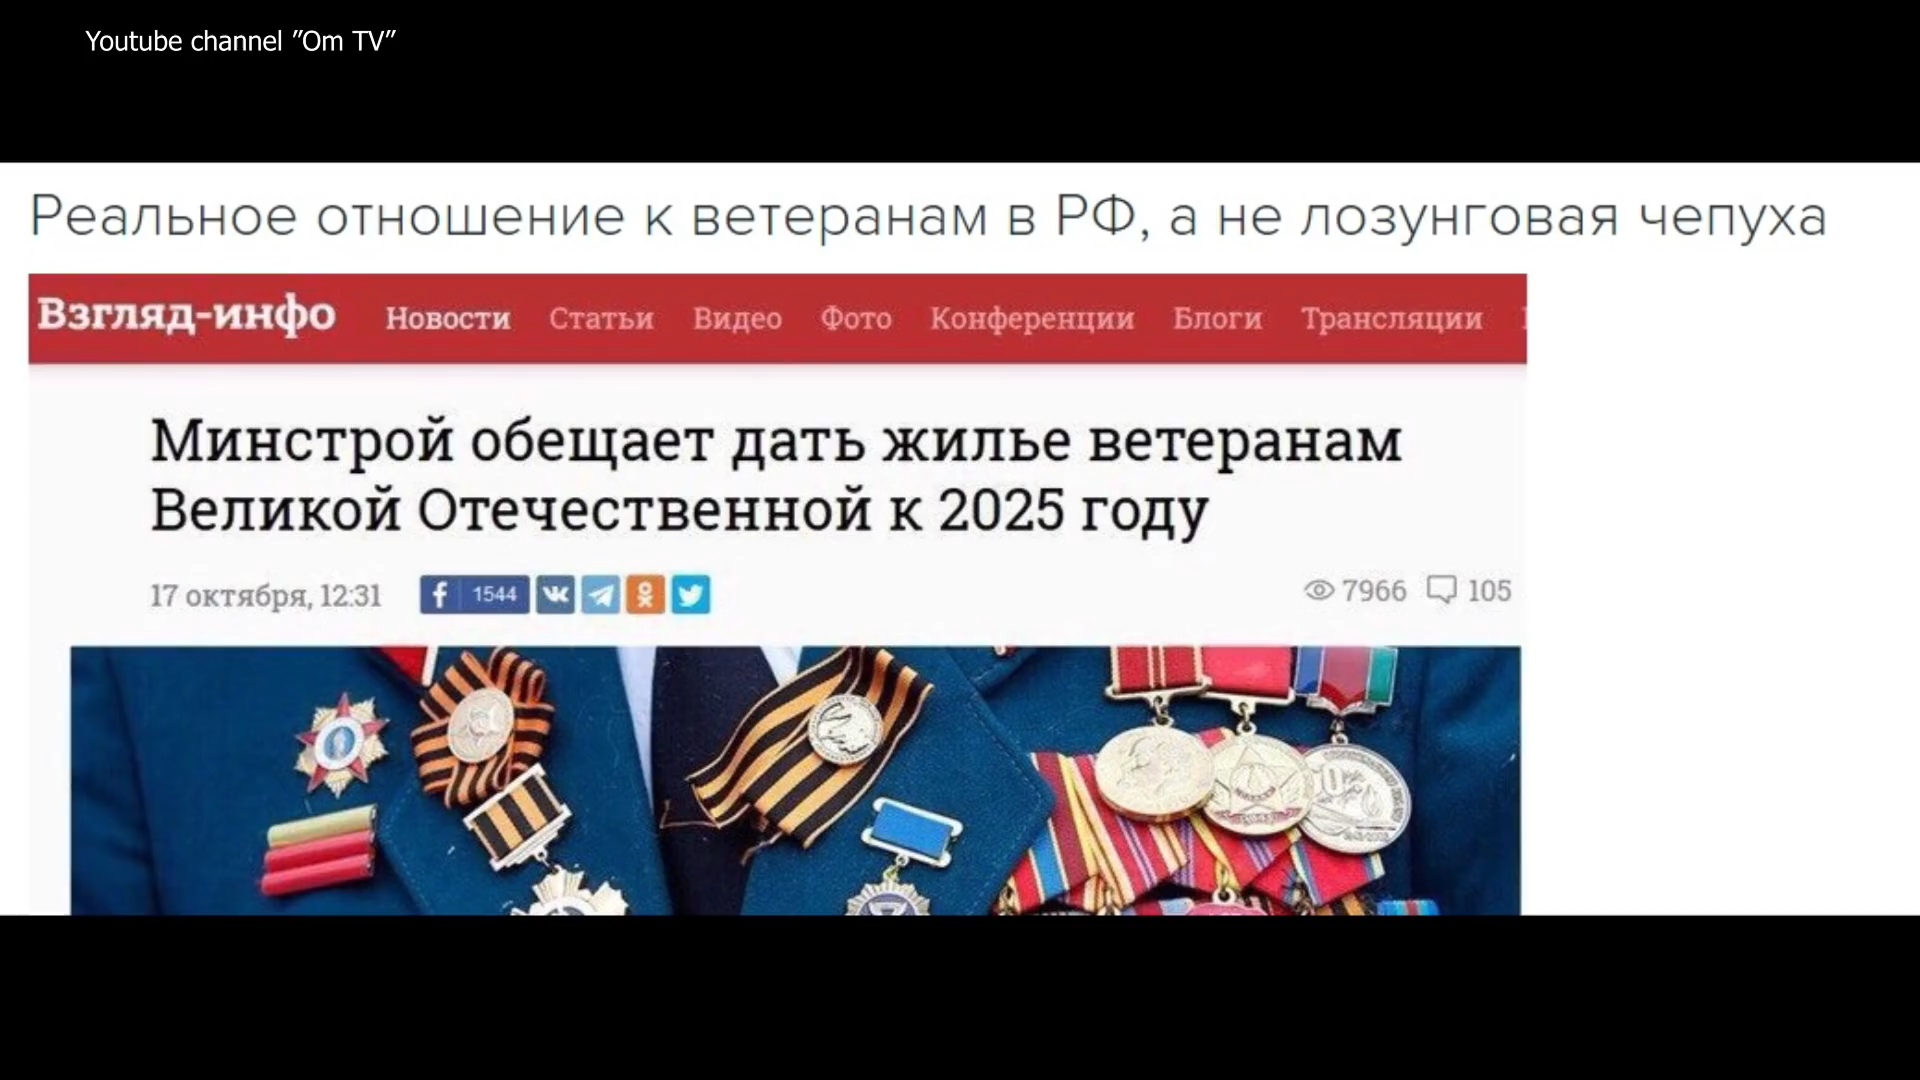 Youtube channel "Om TV"
Реальное отношение к ветеранам в РФ, а не лозунговая чепуха
Взгляд-инфо Новости Статьи Видео Фото Конференции Блоги Трансляции
Минстрой обещает дать жилье ветеранам
Великой Отечественной к 2025 году
17 октября, 12:31 1544 7966 105